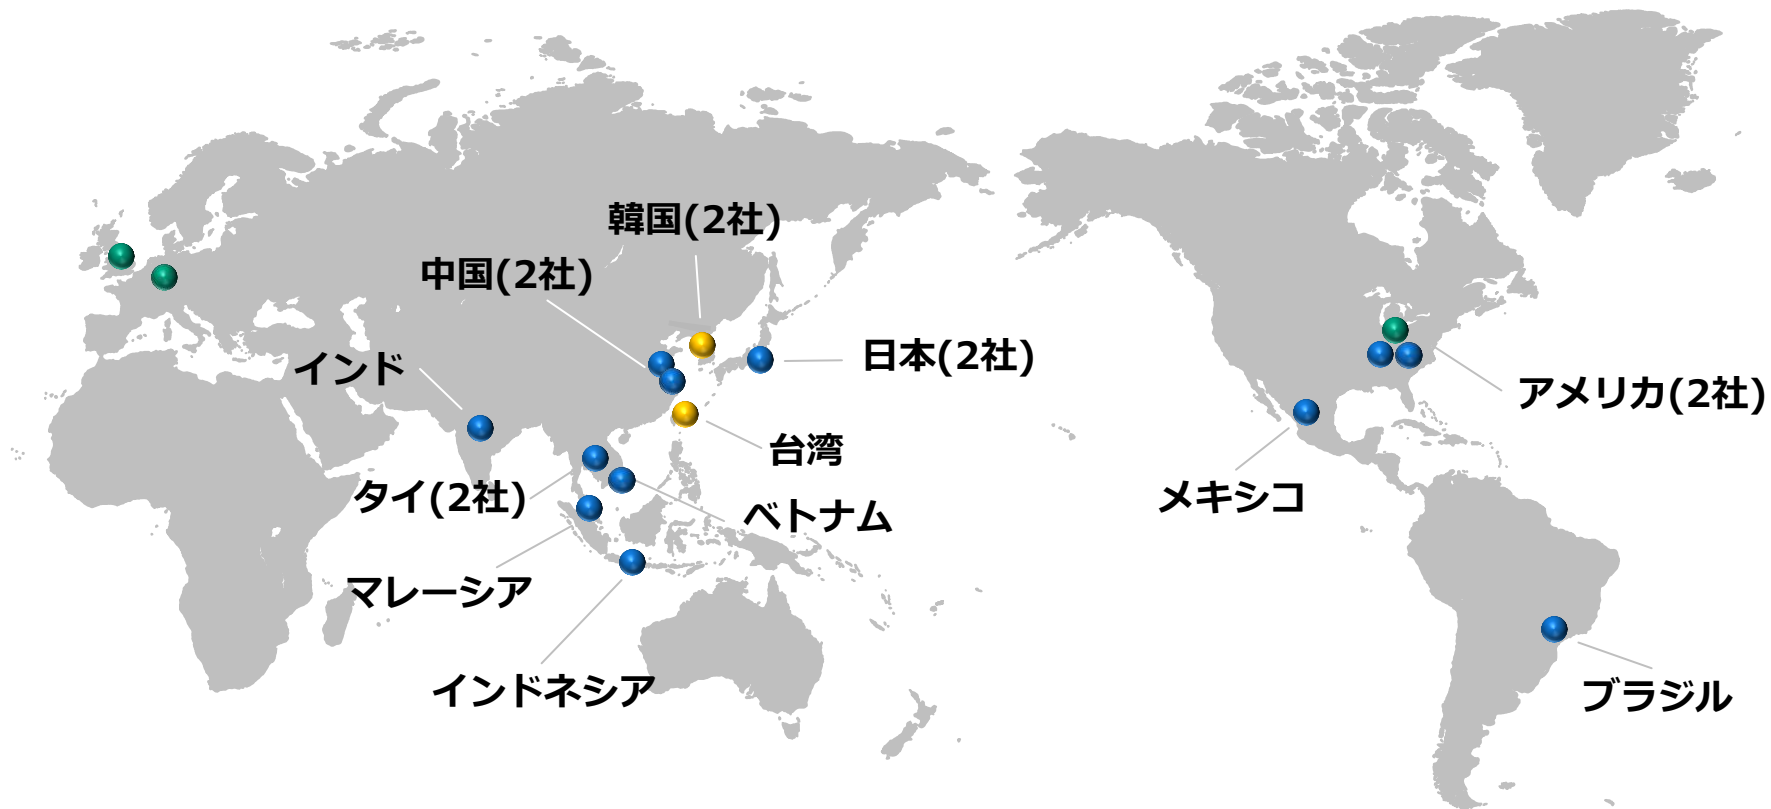 韓国(2社)
中国(2社)
日本(2社)
インド
アメリカ(2社)
台湾
タイ(2社)
メキシコ
ベトナム
マレーシア
インドネシア
ブラジル